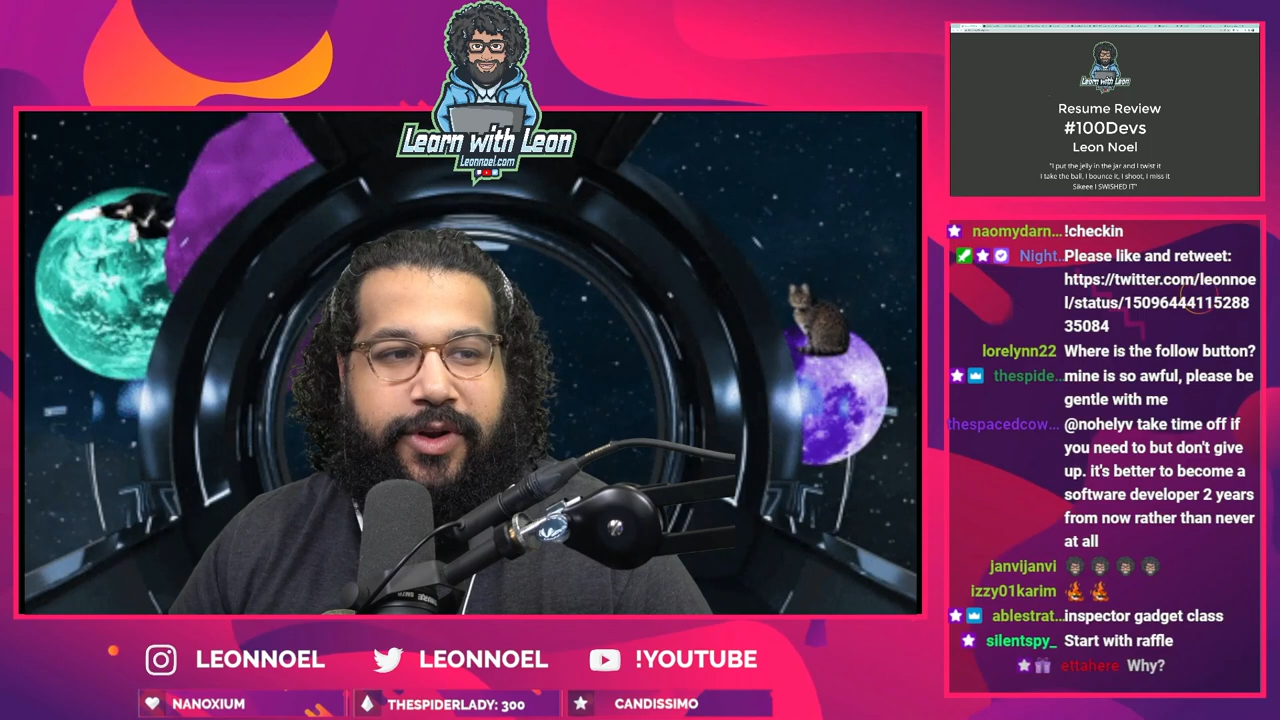 Learn with Leon
Leonnoel.com
Learn with Leon
Resume Review
#100Devs
Leon Noel
"I put the jelly in the jar and I twist it
I take the ball, I bounce it, I shoot, I miss it
Sikeee I SWISHED IT"
naomydarn... !checkin
Night... Please like and retweet:
https://twitter.com/leonnoe
l/status/15096444115288
35084
lorelynn22 Where is the follow button?
thespide... mine is so awful, please be
gentle with me
thespacedcow... @nohelyv take time off if
you need to but don't give
up. it's better to become a
software developer 2 years
from now rather than never
at all
janvijanvi
izzy01karim
ablestrat... inspector gadget class
silentspy_ Start with raffle
ettahere Why?
LEONNOEL
LEONNOEL
!YOUTUBE
NANOXIUM
THESPIDERLADY: 300
CANDISSIMO